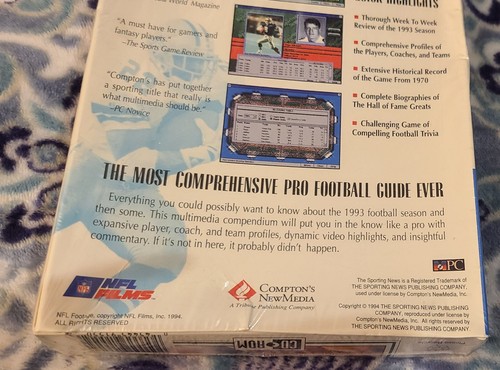 World Magazine
HIGHLIGHTS
"A must have for gamers and
fantasy players."
-The Sports Game Review
"Compton's has put together
a sporting title that really is
what multimedia should be."
-PC Novice
Thorough Week To Week
Review of the 1993 Season
Comprehensive Profiles of
the Players, Coaches, and Teams
Extensive Historical Record
of the Game From 1970
Complete Biographies of
The Hall of Fame Greats
Challenging Game of
Compelling Football Trivia
THE MOST COMPREHENSIVE PRO FOOTBALL GUIDE EVER
Everything you could possibly want to know about the 1993 football season and
then some. This multimedia compendium will put you in the know like a pro with
expansive player, coach, and team profiles, dynamic video highlights, and insightful
commentary. If it's not in here, it probably didn't happen.
NFL
FILMS
NFL Footage, copyright NFL Films, Inc. 1994.
ALL RIGHTS RESERVED
COMPTON'S
NEWMEDIA
A Tribune Publishing Company
PC
The Sporting News is a Registered Trademark of
THE SPORTING NEWS PUBLISHING COMPANY,
used under license by Compton's NewMedia, Inc.
Copyright © 1994 THE SPORTING NEWS PUBLISHING
COMPANY, reproduced under license by
Compton's NewMedia, Inc. All rights reserved by
THE SPORTING NEWS PUBLISHING COMPANY
CD-ROM